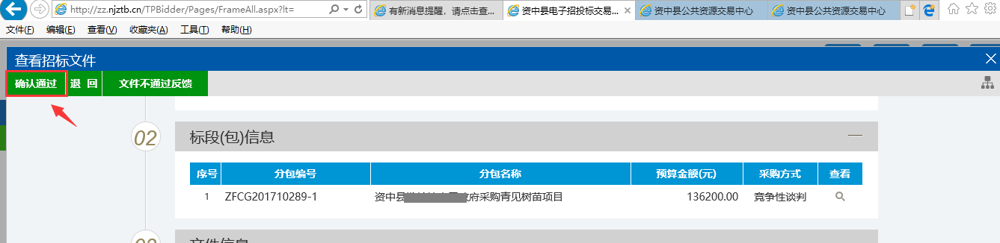 http://zz.njztb.cn/TPBidder/Pages/FrameAll.aspx?lt=
有新消息提醒，请点击查...
资中县电子招投标交易...
资中县公共资源交易中心
资中县公共资源交易中心
文件(F) 编辑(E) 查看(V) 收藏夹(A) 工具(T) 帮助(H)
查看招标文件
确认通过 退 回 文件不通过反馈
02 标段(包)信息
序号 分包编号 分包名称 预算金额(元) 采购方式 查看
1 ZFCG201710289-1 资中县 政府采购青见树苗项目 136200.00 竞争性谈判
03 文件信息